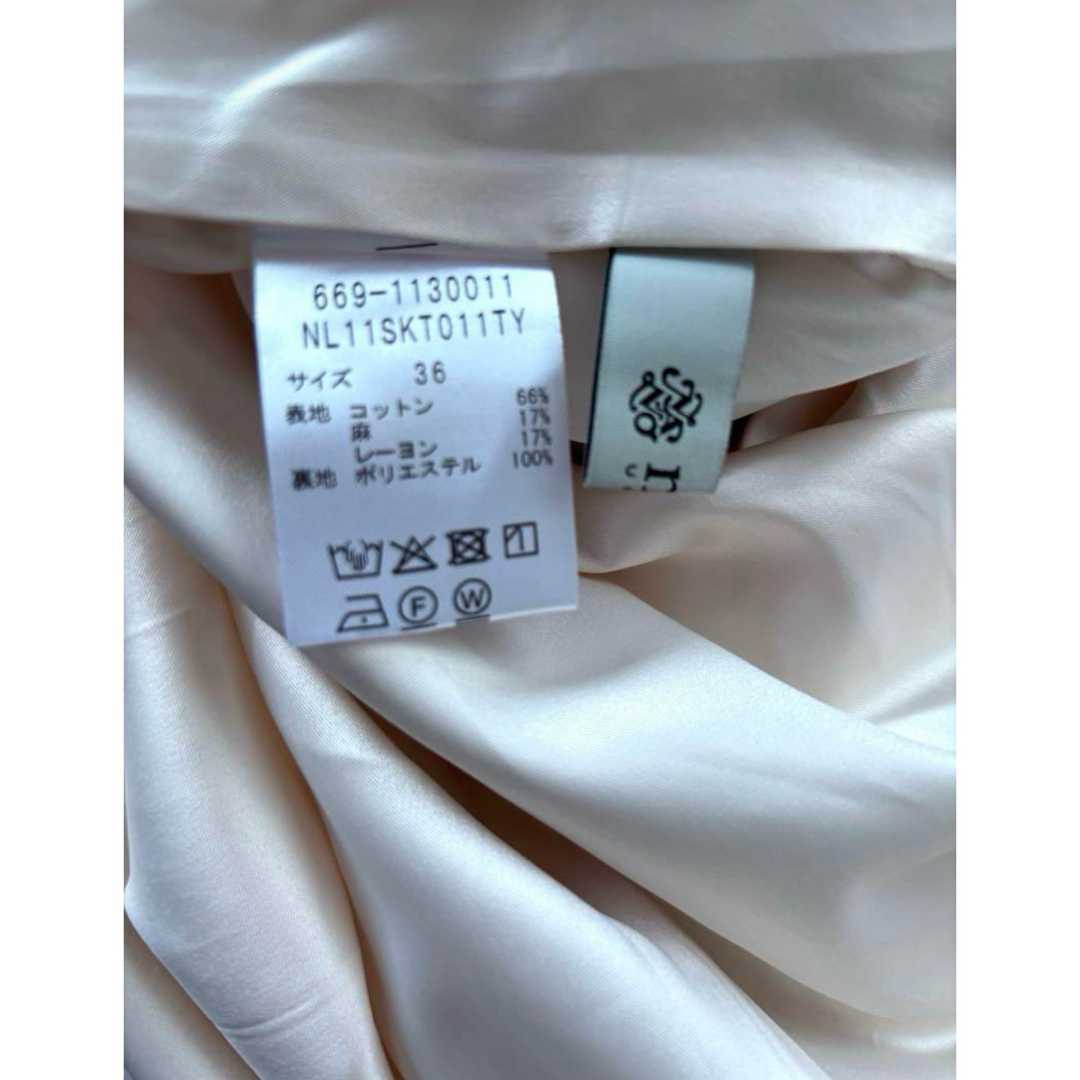 669-1130011
NL11SKT011TY
サイズ 36
表地 コットン 66%
麻 17%
レーヨン 17%
裏地 ポリエステル 100%
F W